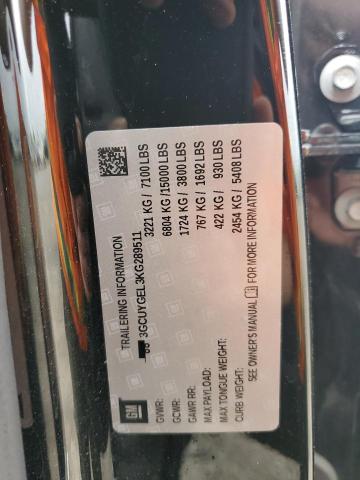 TRAILERING INFORMATION
3GCUYGEL3KG289511
GM
GVWR: 3221 KG / 7100 LBS
GCWR: 6804 KG /15000 LBS
GAWR RR: 1724 KG / 3800 LBS
MAX PAYLOAD: 767 KG / 1692 LBS
MAX TONGUE WEIGHT: 422 KG / 930 LBS
CURB WEIGHT: 2454 KG / 5408 LBS
SEE OWNER'S MANUAL FOR MORE INFORMATION